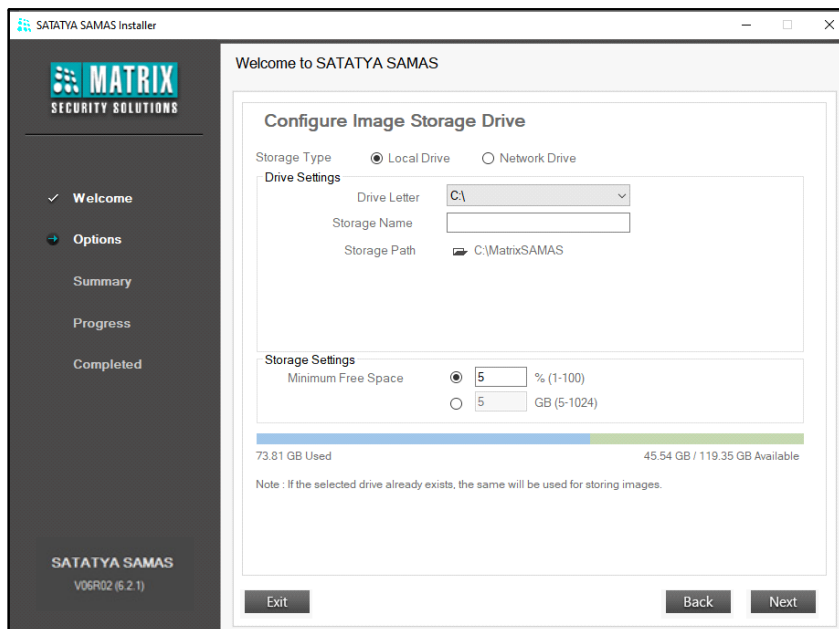 SATATYA SAMAS Installer
MATRIX
SECURITY SOLUTIONS
Welcome
Options
Summary
Progress
Completed
SATATYA SAMAS
V06R02 (6.2.1)
Welcome to SATATYA SAMAS
Configure Image Storage Drive
Storage Type Local Drive Network Drive
Drive Settings
Drive Letter C:\
Storage Name
Storage Path C:\MatrixSAMAS
Storage Settings
Minimum Free Space 5 % (1-100)
5 GB (5-1024)
73.81 GB Used 45.54 GB / 119.35 GB Available
Note : If the selected drive already exists, the same will be used for storing images.
Exit Back Next